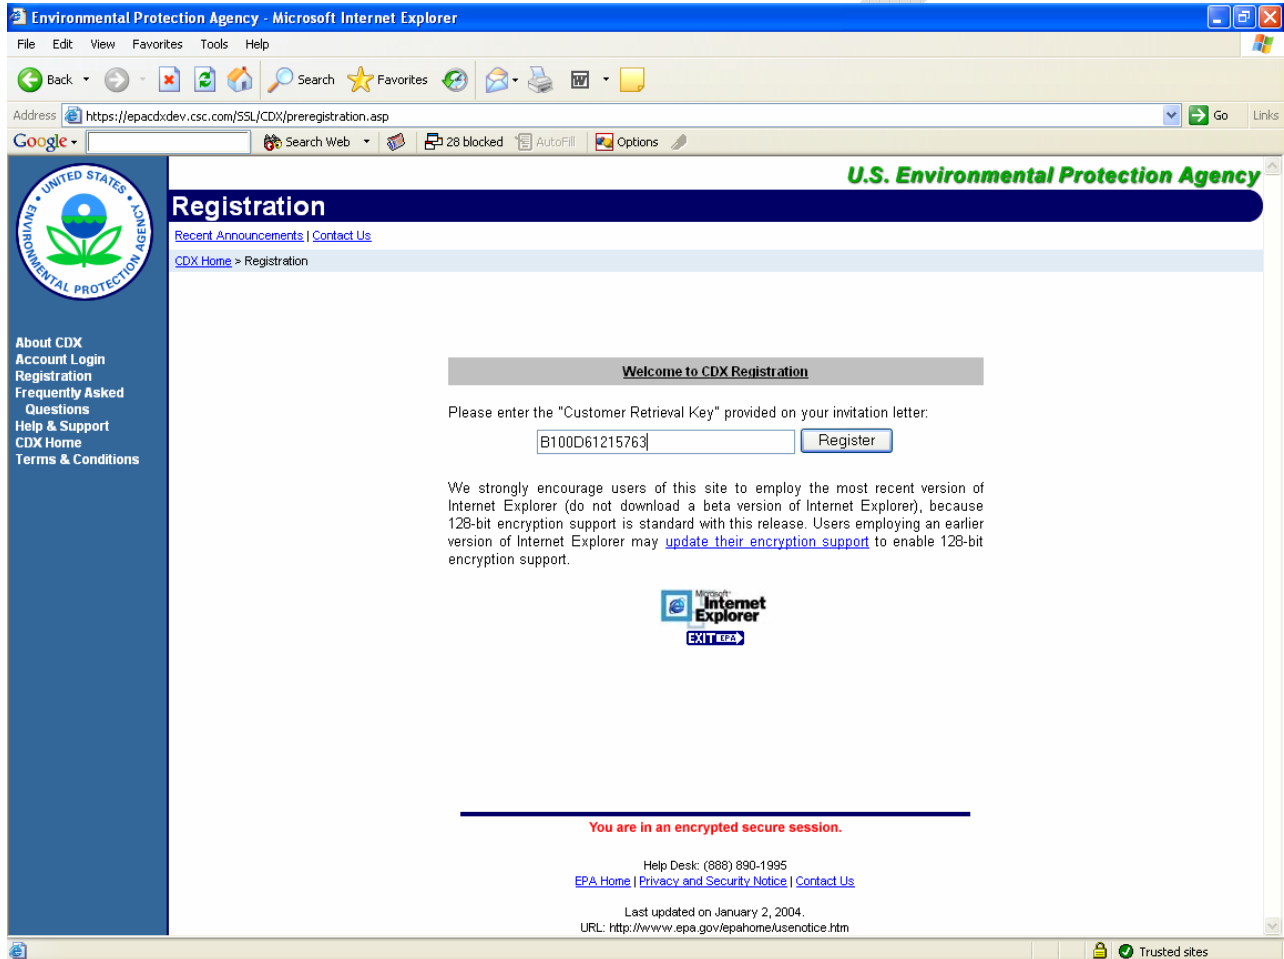 Environmental Protection Agency - Microsoft Internet Explorer
File Edit View Favorites Tools Help
Back Search Favorites
Address https://epacdxdev.csc.com/SSL/CDX/preregistration.asp Go Links
Google Search Web 28 blocked AutoFill Options
UNITED STATES ENVIRONMENTAL PROTECTION AGENCY
U.S. Environmental Protection Agency
Registration
Recent Announcements | Contact Us
CDX Home > Registration
About CDX
Account Login
Registration
Frequently Asked
Questions
Help & Support
CDX Home
Terms & Conditions
Welcome to CDX Registration
Please enter the "Customer Retrieval Key" provided on your invitation letter:
B100D61215763 Register
We strongly encourage users of this site to employ the most recent version of
Internet Explorer (do not download a beta version of Internet Explorer), because
128-bit encryption support is standard with this release. Users employing an earlier
version of Internet Explorer may update their encryption support to enable 128-bit
encryption support.
Microsoft
Internet
Explorer
EXIT EPA
You are in an encrypted secure session.
Help Desk: (888) 890-1995
EPA Home | Privacy and Security Notice | Contact Us
Last updated on January 2, 2004.
URL: http://www.epa.gov/epahome/usenotice.htm
Trusted sites